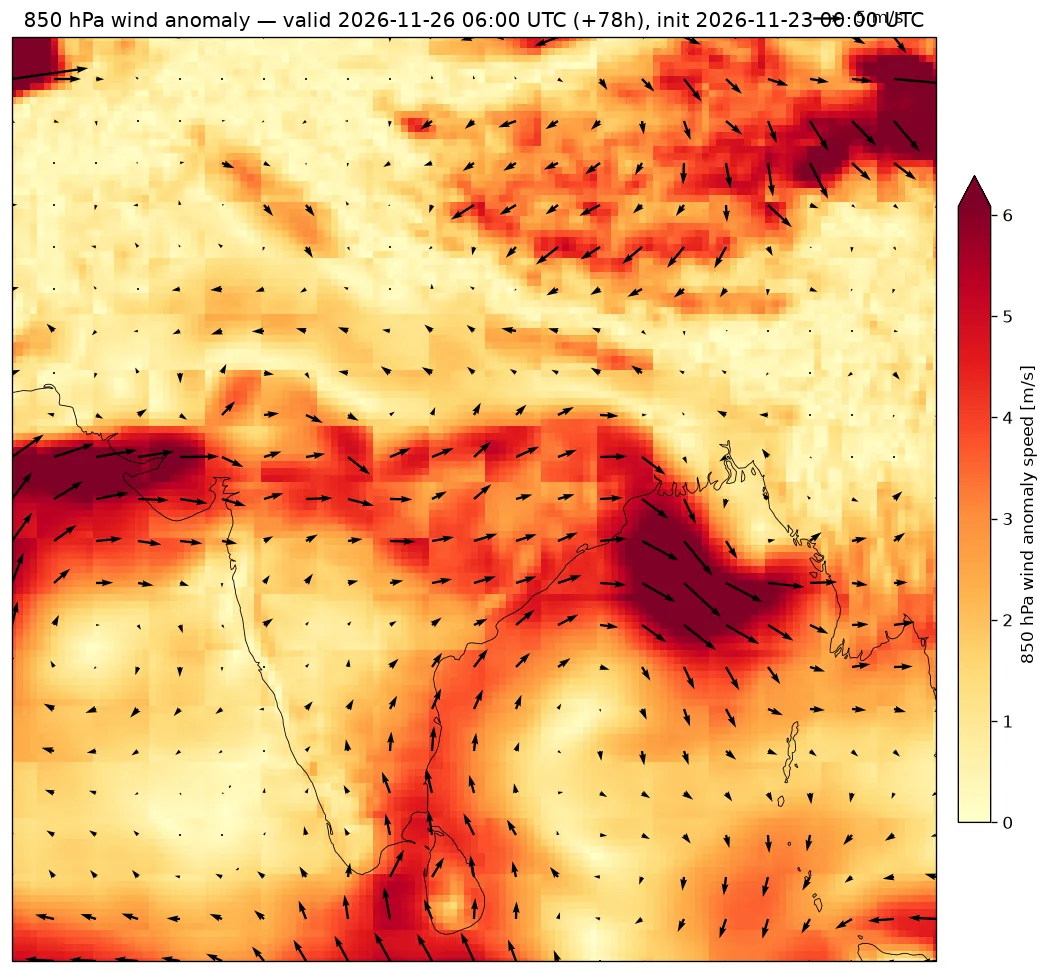 850 hPa wind anomaly — valid 2026-11-26 06:00 UTC (+78h), init 2026-11-23 00:00 UTC
5 m/s
6
5
4
3
2
1
0
850 hPa wind anomaly speed [m/s]